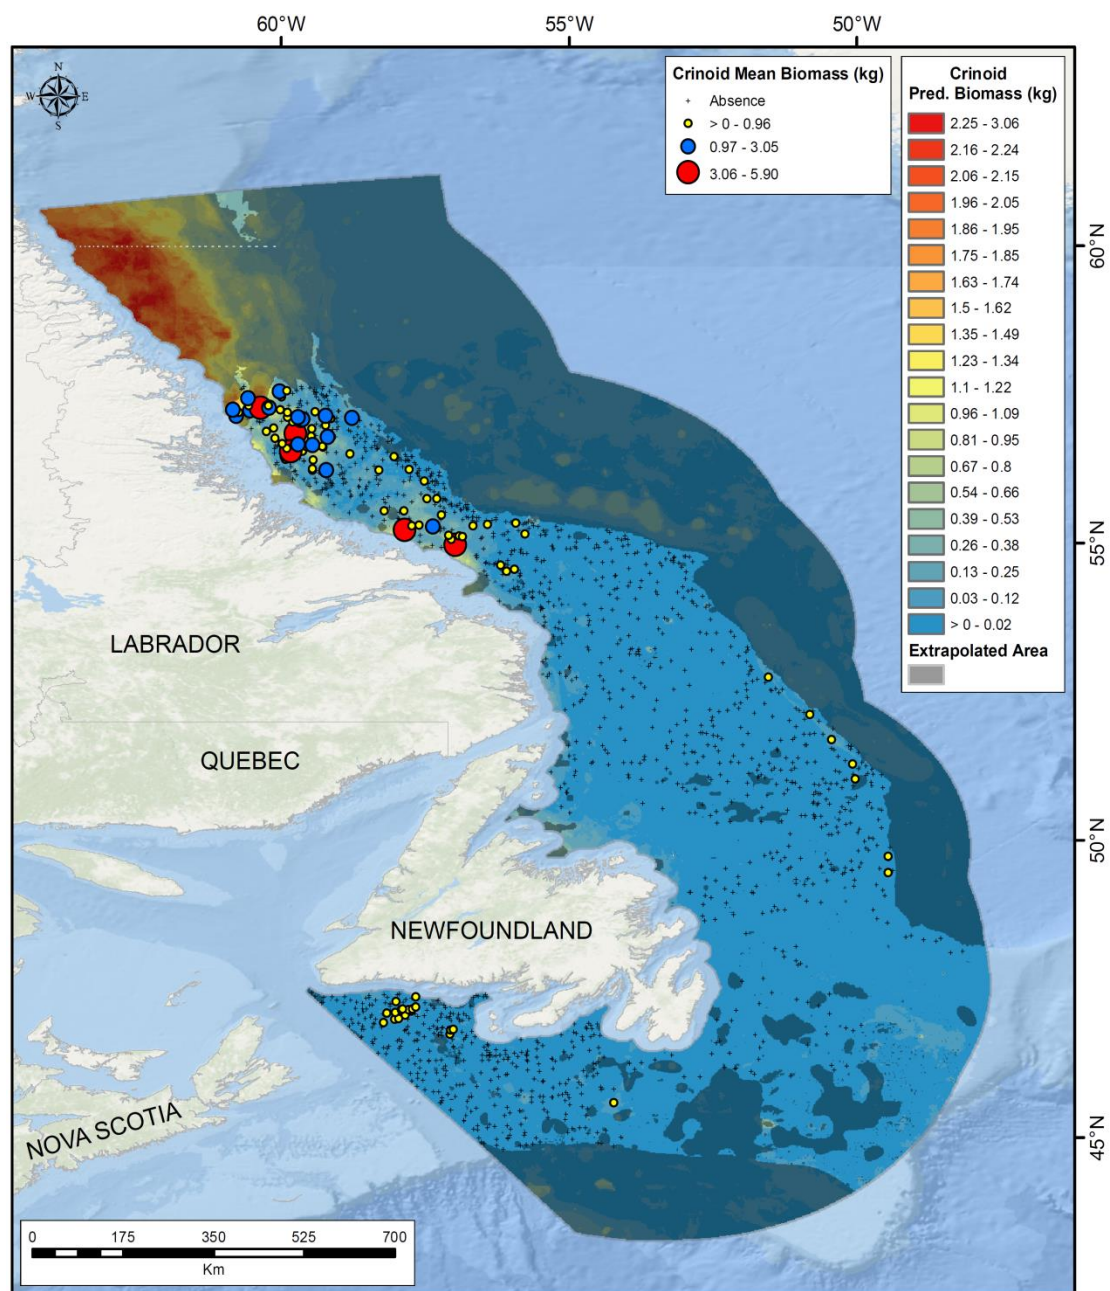 60°W 55°W 50°W
N
W E
S
Crinoid Mean Biomass (kg)
Absence
> 0 - 0.96
0.97 - 3.05
3.06 - 5.90
Crinoid
Pred. Biomass (kg)
2.25 - 3.06
2.16 - 2.24
2.06 - 2.15
1.96 - 2.05
1.86 - 1.95
1.75 - 1.85
1.63 - 1.74
1.5 - 1.62
1.35 - 1.49
1.23 - 1.34
1.1 - 1.22
0.96 - 1.09
0.81 - 0.95
0.67 - 0.8
0.54 - 0.66
0.39 - 0.53
0.26 - 0.38
0.13 - 0.25
0.03 - 0.12
> 0 - 0.02
Extrapolated Area
60°N
55°N
50°N
45°N
LABRADOR
QUEBEC
NEWFOUNDLAND
NOVA SCOTIA
0 175 350 525 700
Km